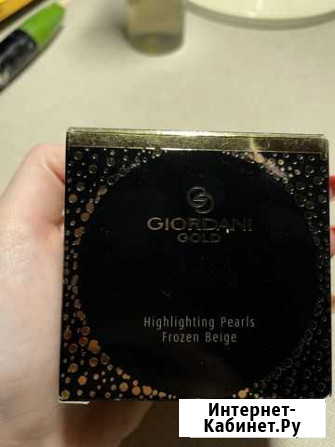 GIORDANI
GOLD
Highlighting Pearls
Frozen Beige
Интернет-
Кабинет.Ру